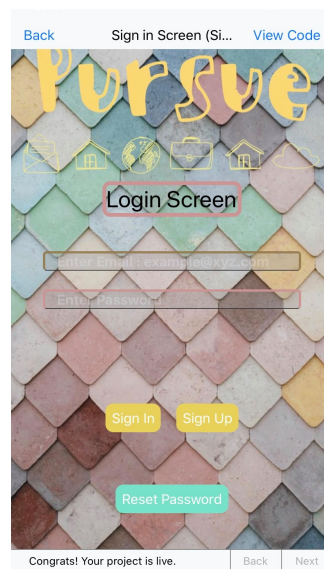 Back Sign in Screen (Si... View Code
Pursue
Login Screen
Enter Email : example@xyz.com
Enter Password
Sign In Sign Up
Reset Password
Congrats! Your project is live. Back Next